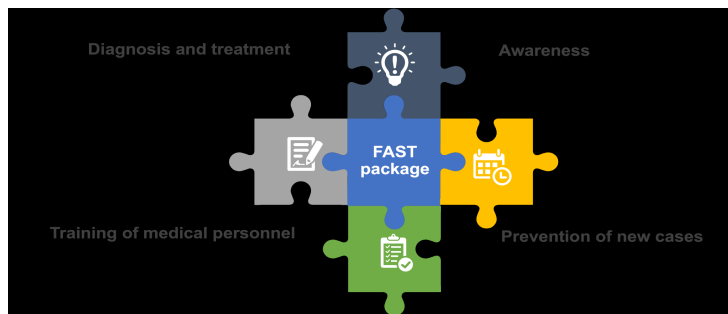 Diagnosis and treatment
Awareness
FAST
package
Training of medical personnel
Prevention of new cases